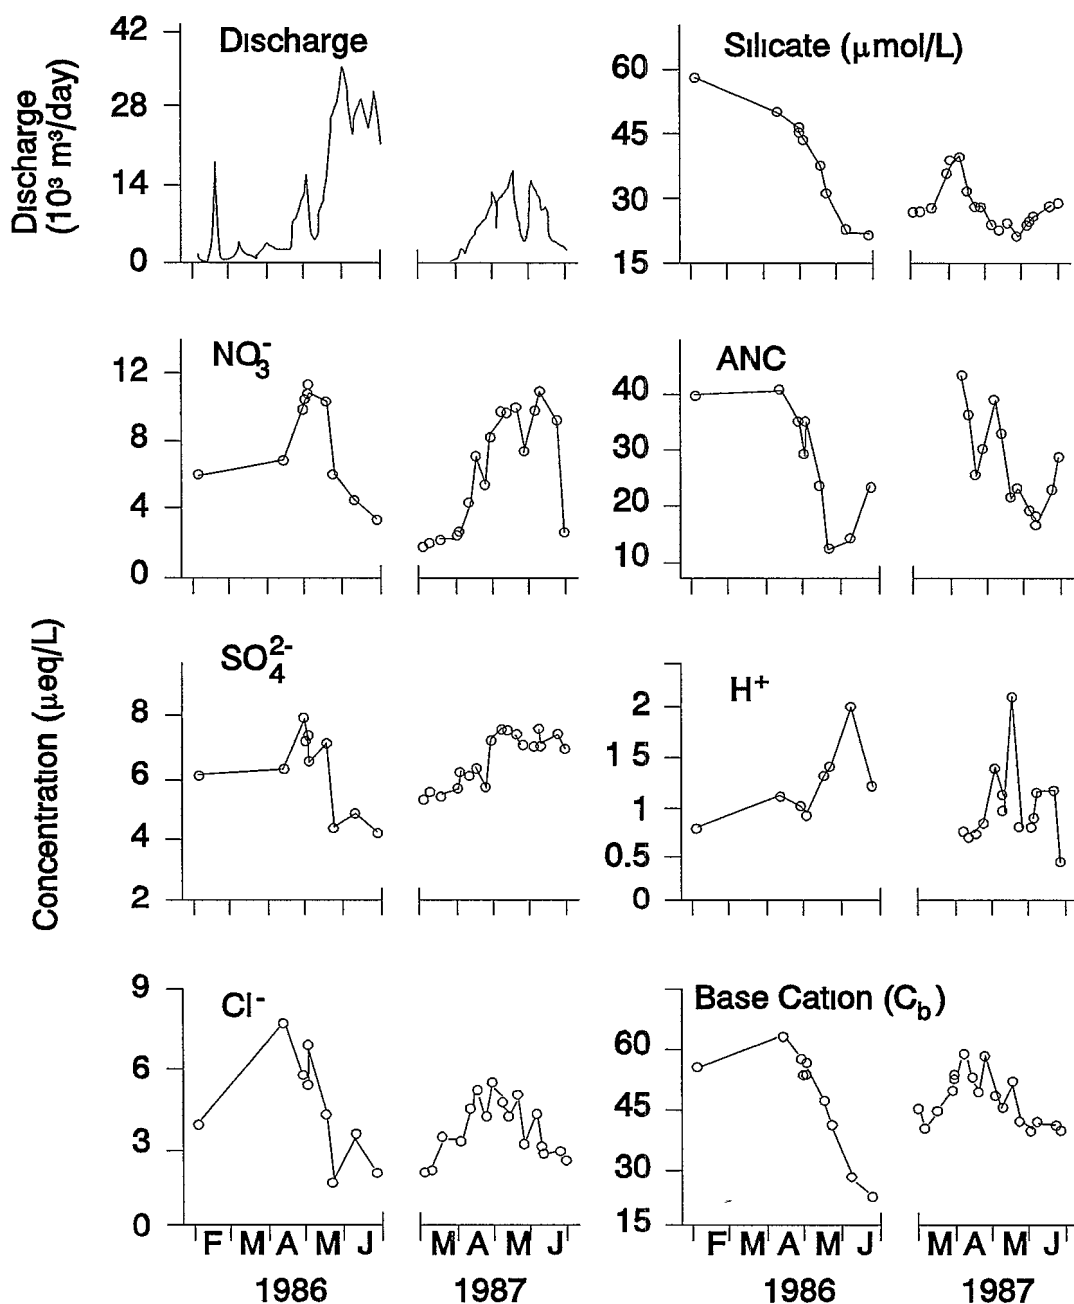 Discharge
Discharge
(10³ m³/day)
42
28
14
0
Silicate (μmol/L)
60
45
30
15
NO₃⁻
12
8
4
0
ANC
40
30
20
10
Concentration (μeq/L)
SO₄²⁻
8
6
4
2
H⁺
2
1 5
1
0.5
0
Cl⁻
9
6
3
0
Base Cation (C_b)
60
45
30
15
F M A M J M A M J
1986 1987
F M A M J M A M J
1986 1987